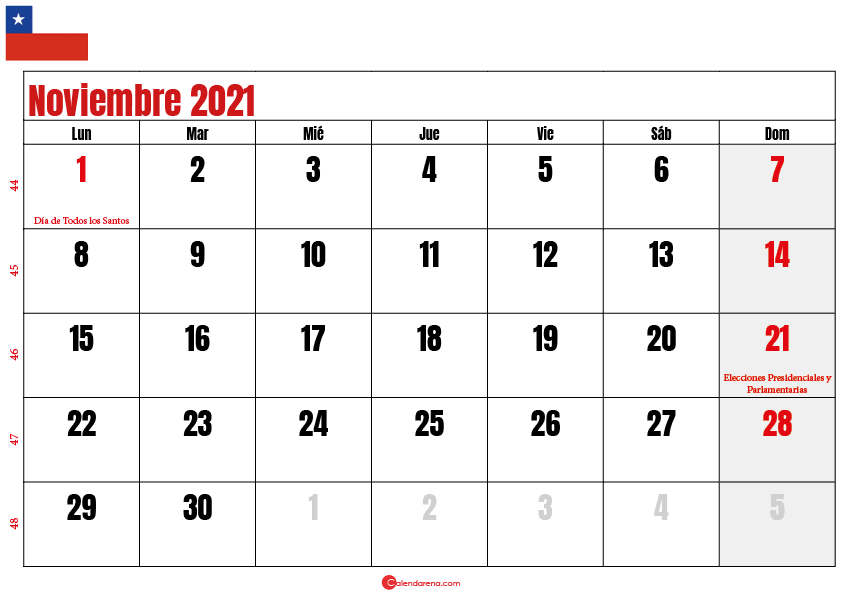 Noviembre 2021
Lun Mar Mié Jue Vie Sáb Dom
44 1 2 3 4 5 6 7
Día de Todos los Santos
45 8 9 10 11 12 13 14
46 15 16 17 18 19 20 21
Elecciones Presidenciales y
Parlamentarias
47 22 23 24 25 26 27 28
48 29 30 1 2 3 4 5
Calendarena.com